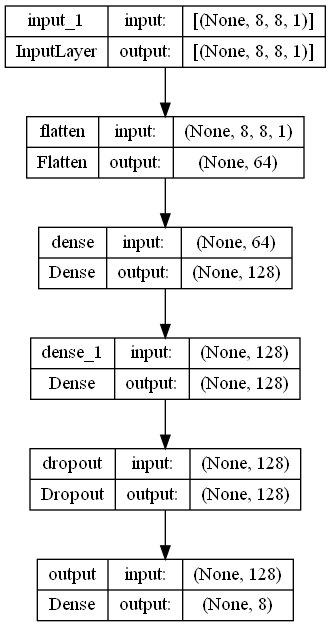 input_1 input: [(None, 8, 8, 1)]
InputLayer output: [(None, 8, 8, 1)]
flatten input: (None, 8, 8, 1)
Flatten output: (None, 64)
dense input: (None, 64)
Dense output: (None, 128)
dense_1 input: (None, 128)
Dense output: (None, 128)
dropout input: (None, 128)
Dropout output: (None, 128)
output input: (None, 128)
Dense output: (None, 8)